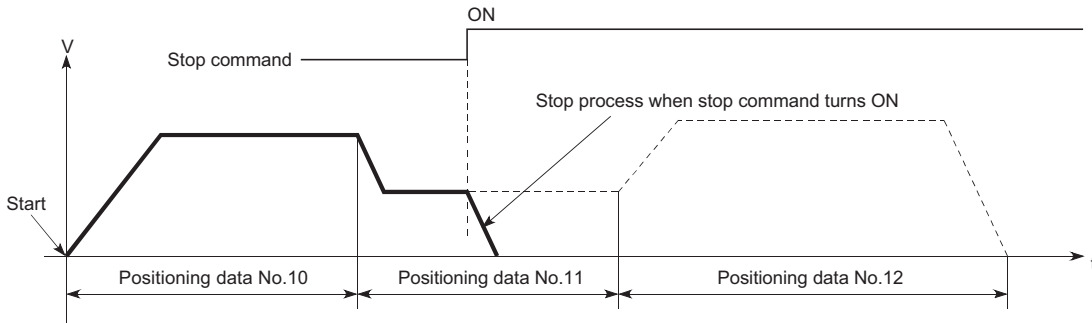 ON
V
Stop command
Stop process when stop command turns ON
Start
Positioning data No.10
Positioning data No.11
Positioning data No.12